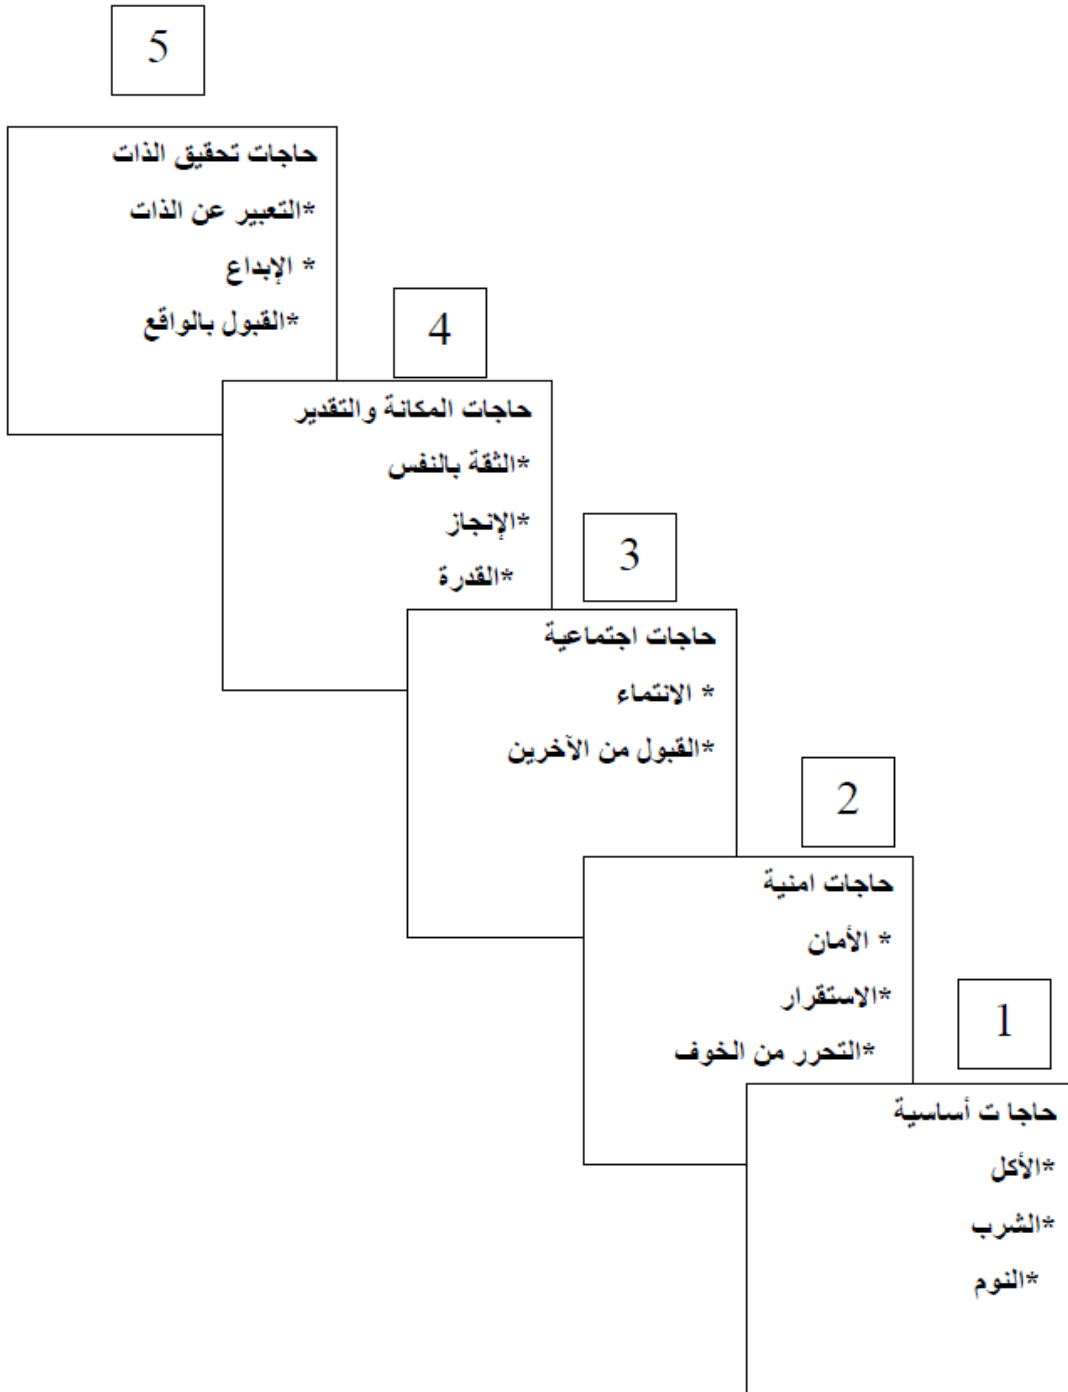 5
حاجات تحقيق الذات
*التعبير عن الذات
* الإبداع
*القبول بالواقع
4
حاجات المكانة والتقدير
*الثقة بالنفس
*الإنجاز
*القدرة
3
حاجات اجتماعية
* الانتماء
*القبول من الآخرين
2
حاجات امنية
* الأمان
*الاستقرار
*التحرر من الخوف
1
حاجا ت أساسية
*الأكل
*الشرب
*النوم